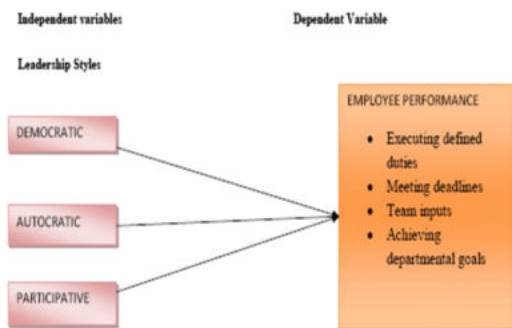 Independent variables
Dependent Variable
Leadership Styles
DEMOCRATIC
AUTOCRATIC
PARTICIPATIVE
EMPLOYEE PERFORMANCE
• Executing defined
duties
• Meeting deadlines
• Team inputs
• Achieving
departmental goals